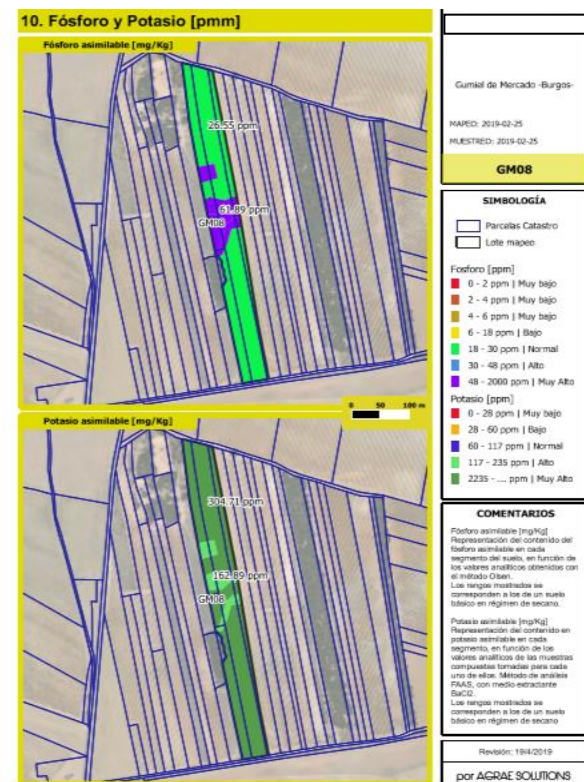 10. Fósforo y Potasio [pmm]
Fósforo asimilable [mg/Kg]
26.55 ppm
61.89 ppm
GM08
0 50 100 m
Potasio asimilable [mg/Kg]
304.71 ppm
162.89 ppm
GM08
Gumiel de Mercado -Burgos-
MAPEO: 2019-02-25
MUESTREO: 2019-02-25
GM08
SIMBOLOGÍA
Parcelas Catastro
Lote mapeo
Fosforo [ppm]
0 - 2 ppm | Muy bajo
2 - 4 ppm | Muy bajo
4 - 6 ppm | Muy bajo
6 - 18 ppm | Bajo
18 - 30 ppm | Normal
30 - 48 ppm | Alto
48 - 2000 ppm | Muy Alto
Potasio [ppm]
0 - 28 ppm | Muy bajo
28 - 60 ppm | Bajo
60 - 117 ppm | Normal
117 - 235 ppm | Alto
2235 - ... ppm | Muy Alto
COMENTARIOS
Fósforo asimilable [mg/Kg]
Representación del contenido del
fósforo asimilable en cada
segmento del suelo, en función de
los valores analíticos obtenidos con
el método Olsen.
Los rangos mostrados se
corresponden a los de un suelo
básico en régimen de secano.
Potasio asimilable [mg/Kg]
Representación del contenido en
potasio asimilable en cada
segmento, en función de los
valores analíticos de las muestras
compuestas tomadas para cada
uno de ellos. Método de análisis
FAAS, con medio extractante
BaCl2.
Los rangos mostrados se
corresponden a los de un suelo
básico en régimen de secano
Revisión: 19/4/2019
por AGRAE SOLUTIONS